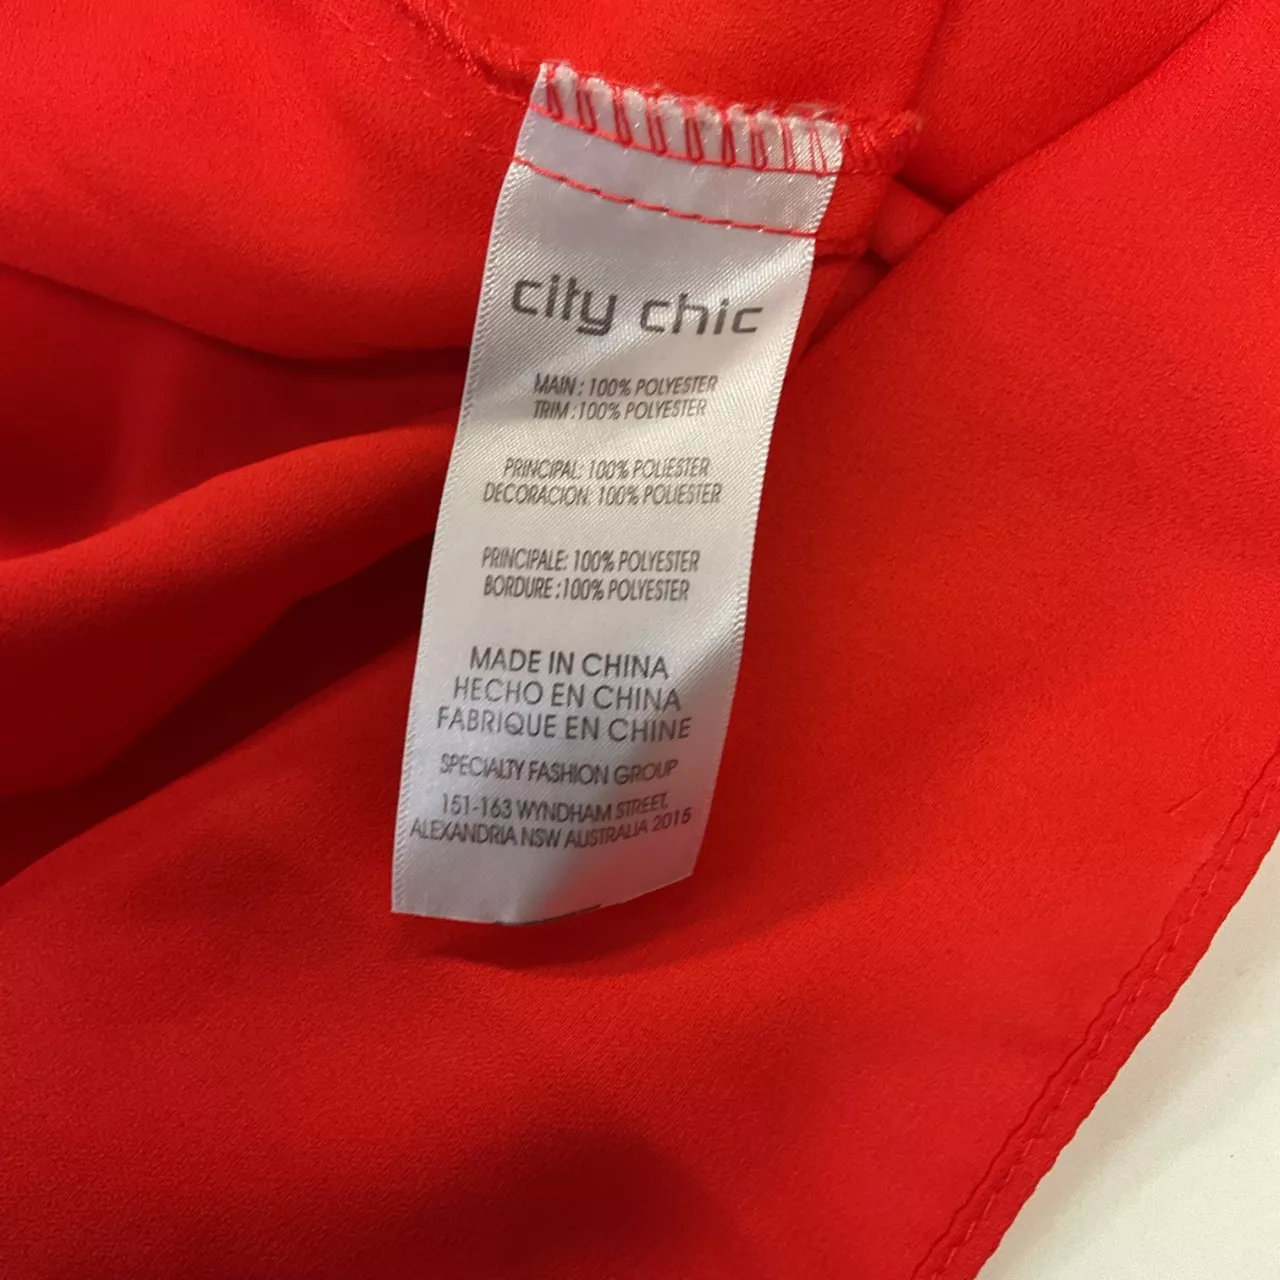 city chic
MAIN : 100% POLYESTER
TRIM :100% POLYESTER
PRINCIPAL: 100% POLIESTER
DECORACION: 100% POLIESTER
PRINCIPALE: 100% POLYESTER
BORDURE :100% POLYESTER
MADE IN CHINA
HECHO EN CHINA
FABRIQUE EN CHINE
SPECIALTY FASHION GROUP
151-163 WYNDHAM STREET,
ALEXANDRIA NSW AUSTRALIA 2015